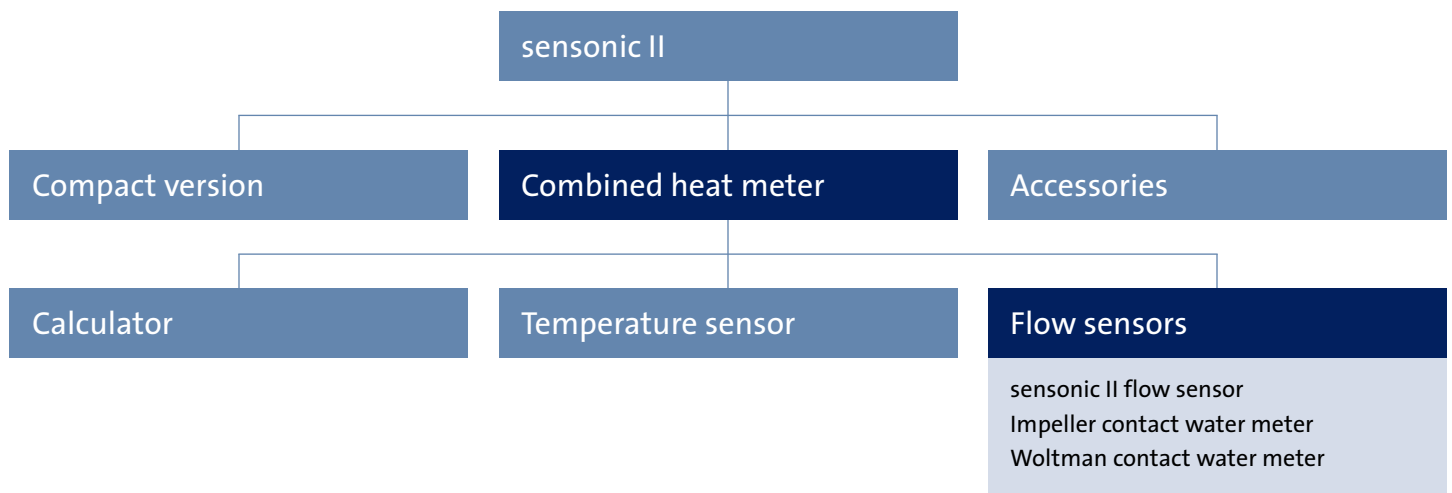 sensonic II
Compact version
Combined heat meter
Accessories
Calculator
Temperature sensor
Flow sensors
sensonic II flow sensor
Impeller contact water meter
Woltman contact water meter